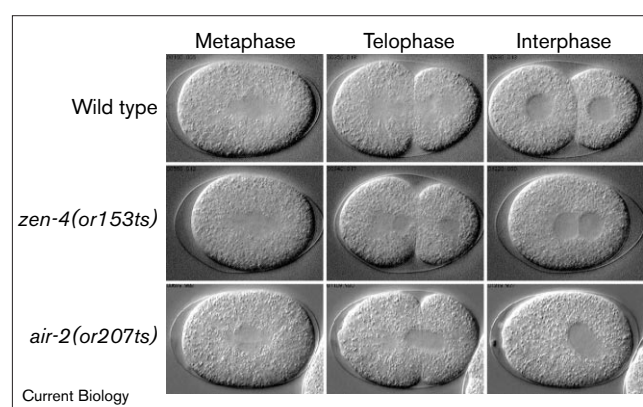 Metaphase Telophase Interphase
Wild type
zen-4(or153ts)
air-2(or207ts)
Current Biology